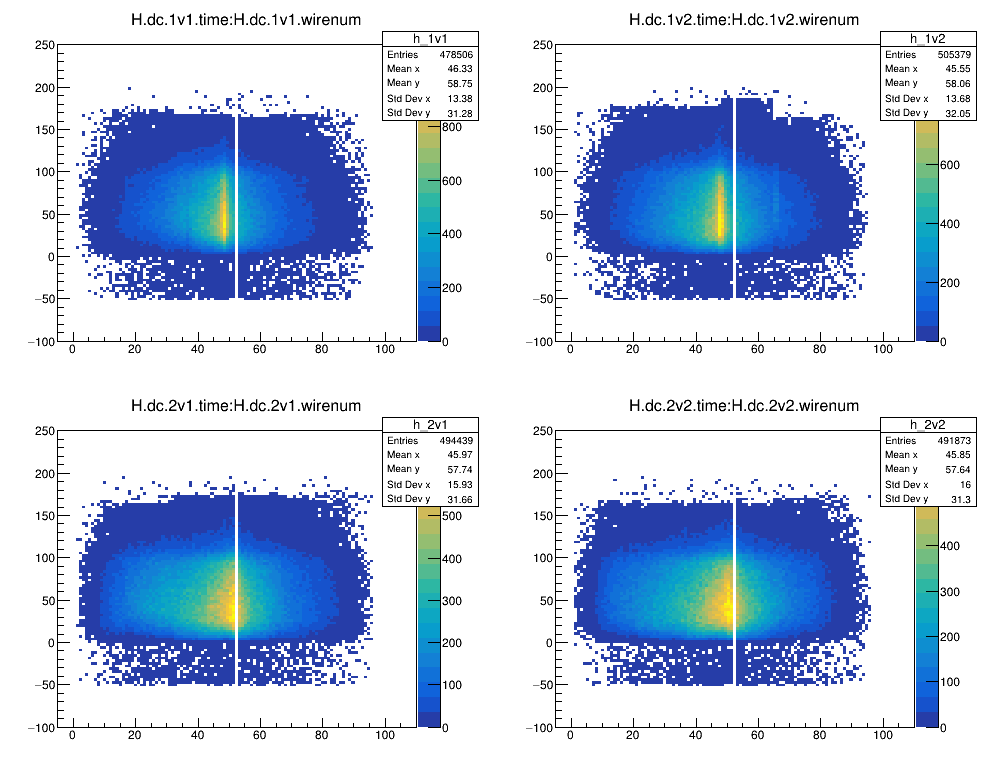 H.dc.1v1.time:H.dc.1v1.wirenum
h_1v1
Entries 478506
Mean x 46.33
Mean y 58.75
Std Dev x 13.38
Std Dev y 31.28
250
200
150
100
50
0
−50
−100
0 20 40 60 80 100
800
600
400
200
0
H.dc.1v2.time:H.dc.1v2.wirenum
h_1v2
Entries 505379
Mean x 45.55
Mean y 58.06
Std Dev x 13.68
Std Dev y 32.05
250
200
150
100
50
0
−50
−100
0 20 40 60 80 100
600
400
200
0
H.dc.2v1.time:H.dc.2v1.wirenum
h_2v1
Entries 494439
Mean x 45.97
Mean y 57.74
Std Dev x 15.93
Std Dev y 31.66
250
200
150
100
50
0
−50
−100
0 20 40 60 80 100
500
400
300
200
100
0
H.dc.2v2.time:H.dc.2v2.wirenum
h_2v2
Entries 491873
Mean x 45.85
Mean y 57.64
Std Dev x 16
Std Dev y 31.3
250
200
150
100
50
0
−50
−100
0 20 40 60 80 100
400
300
200
100
0